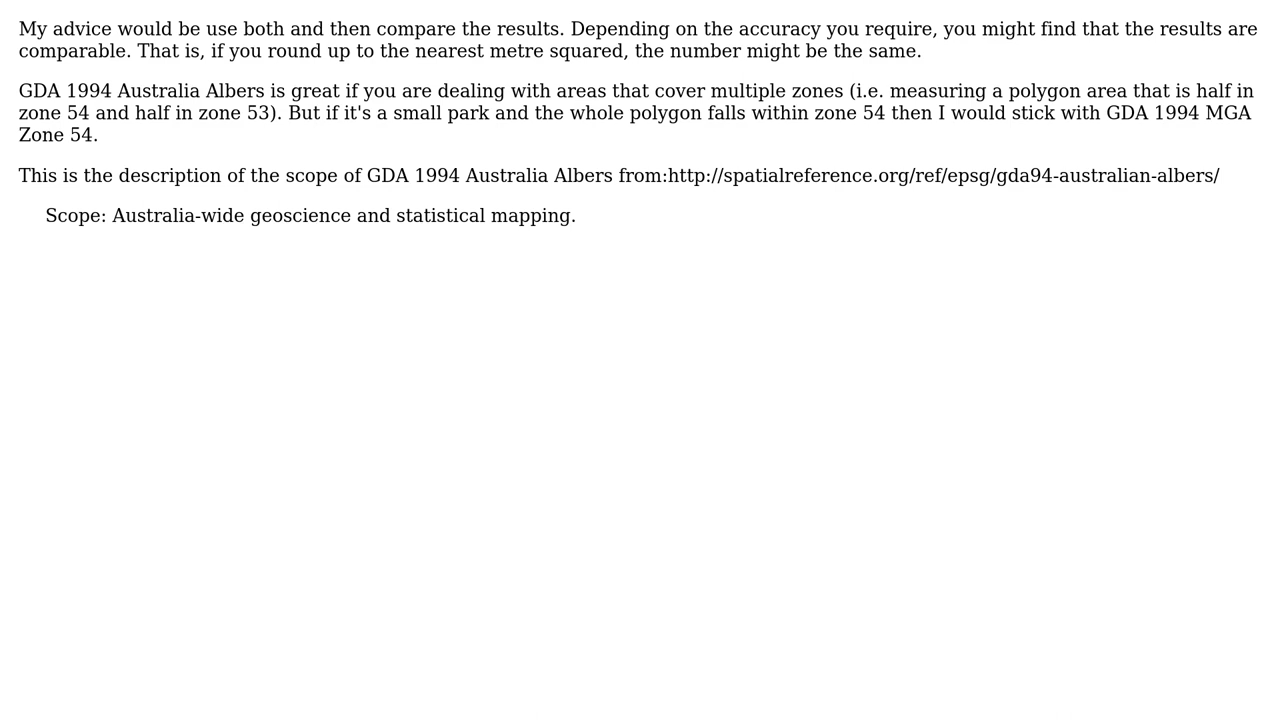 My advice would be use both and then compare the results. Depending on the accuracy you require, you might find that the results are
comparable. That is, if you round up to the nearest metre squared, the number might be the same.
GDA 1994 Australia Albers is great if you are dealing with areas that cover multiple zones (i.e. measuring a polygon area that is half in
zone 54 and half in zone 53). But if it's a small park and the whole polygon falls within zone 54 then I would stick with GDA 1994 MGA
Zone 54.
This is the description of the scope of GDA 1994 Australia Albers from:http://spatialreference.org/ref/epsg/gda94-australian-albers/
Scope: Australia-wide geoscience and statistical mapping.